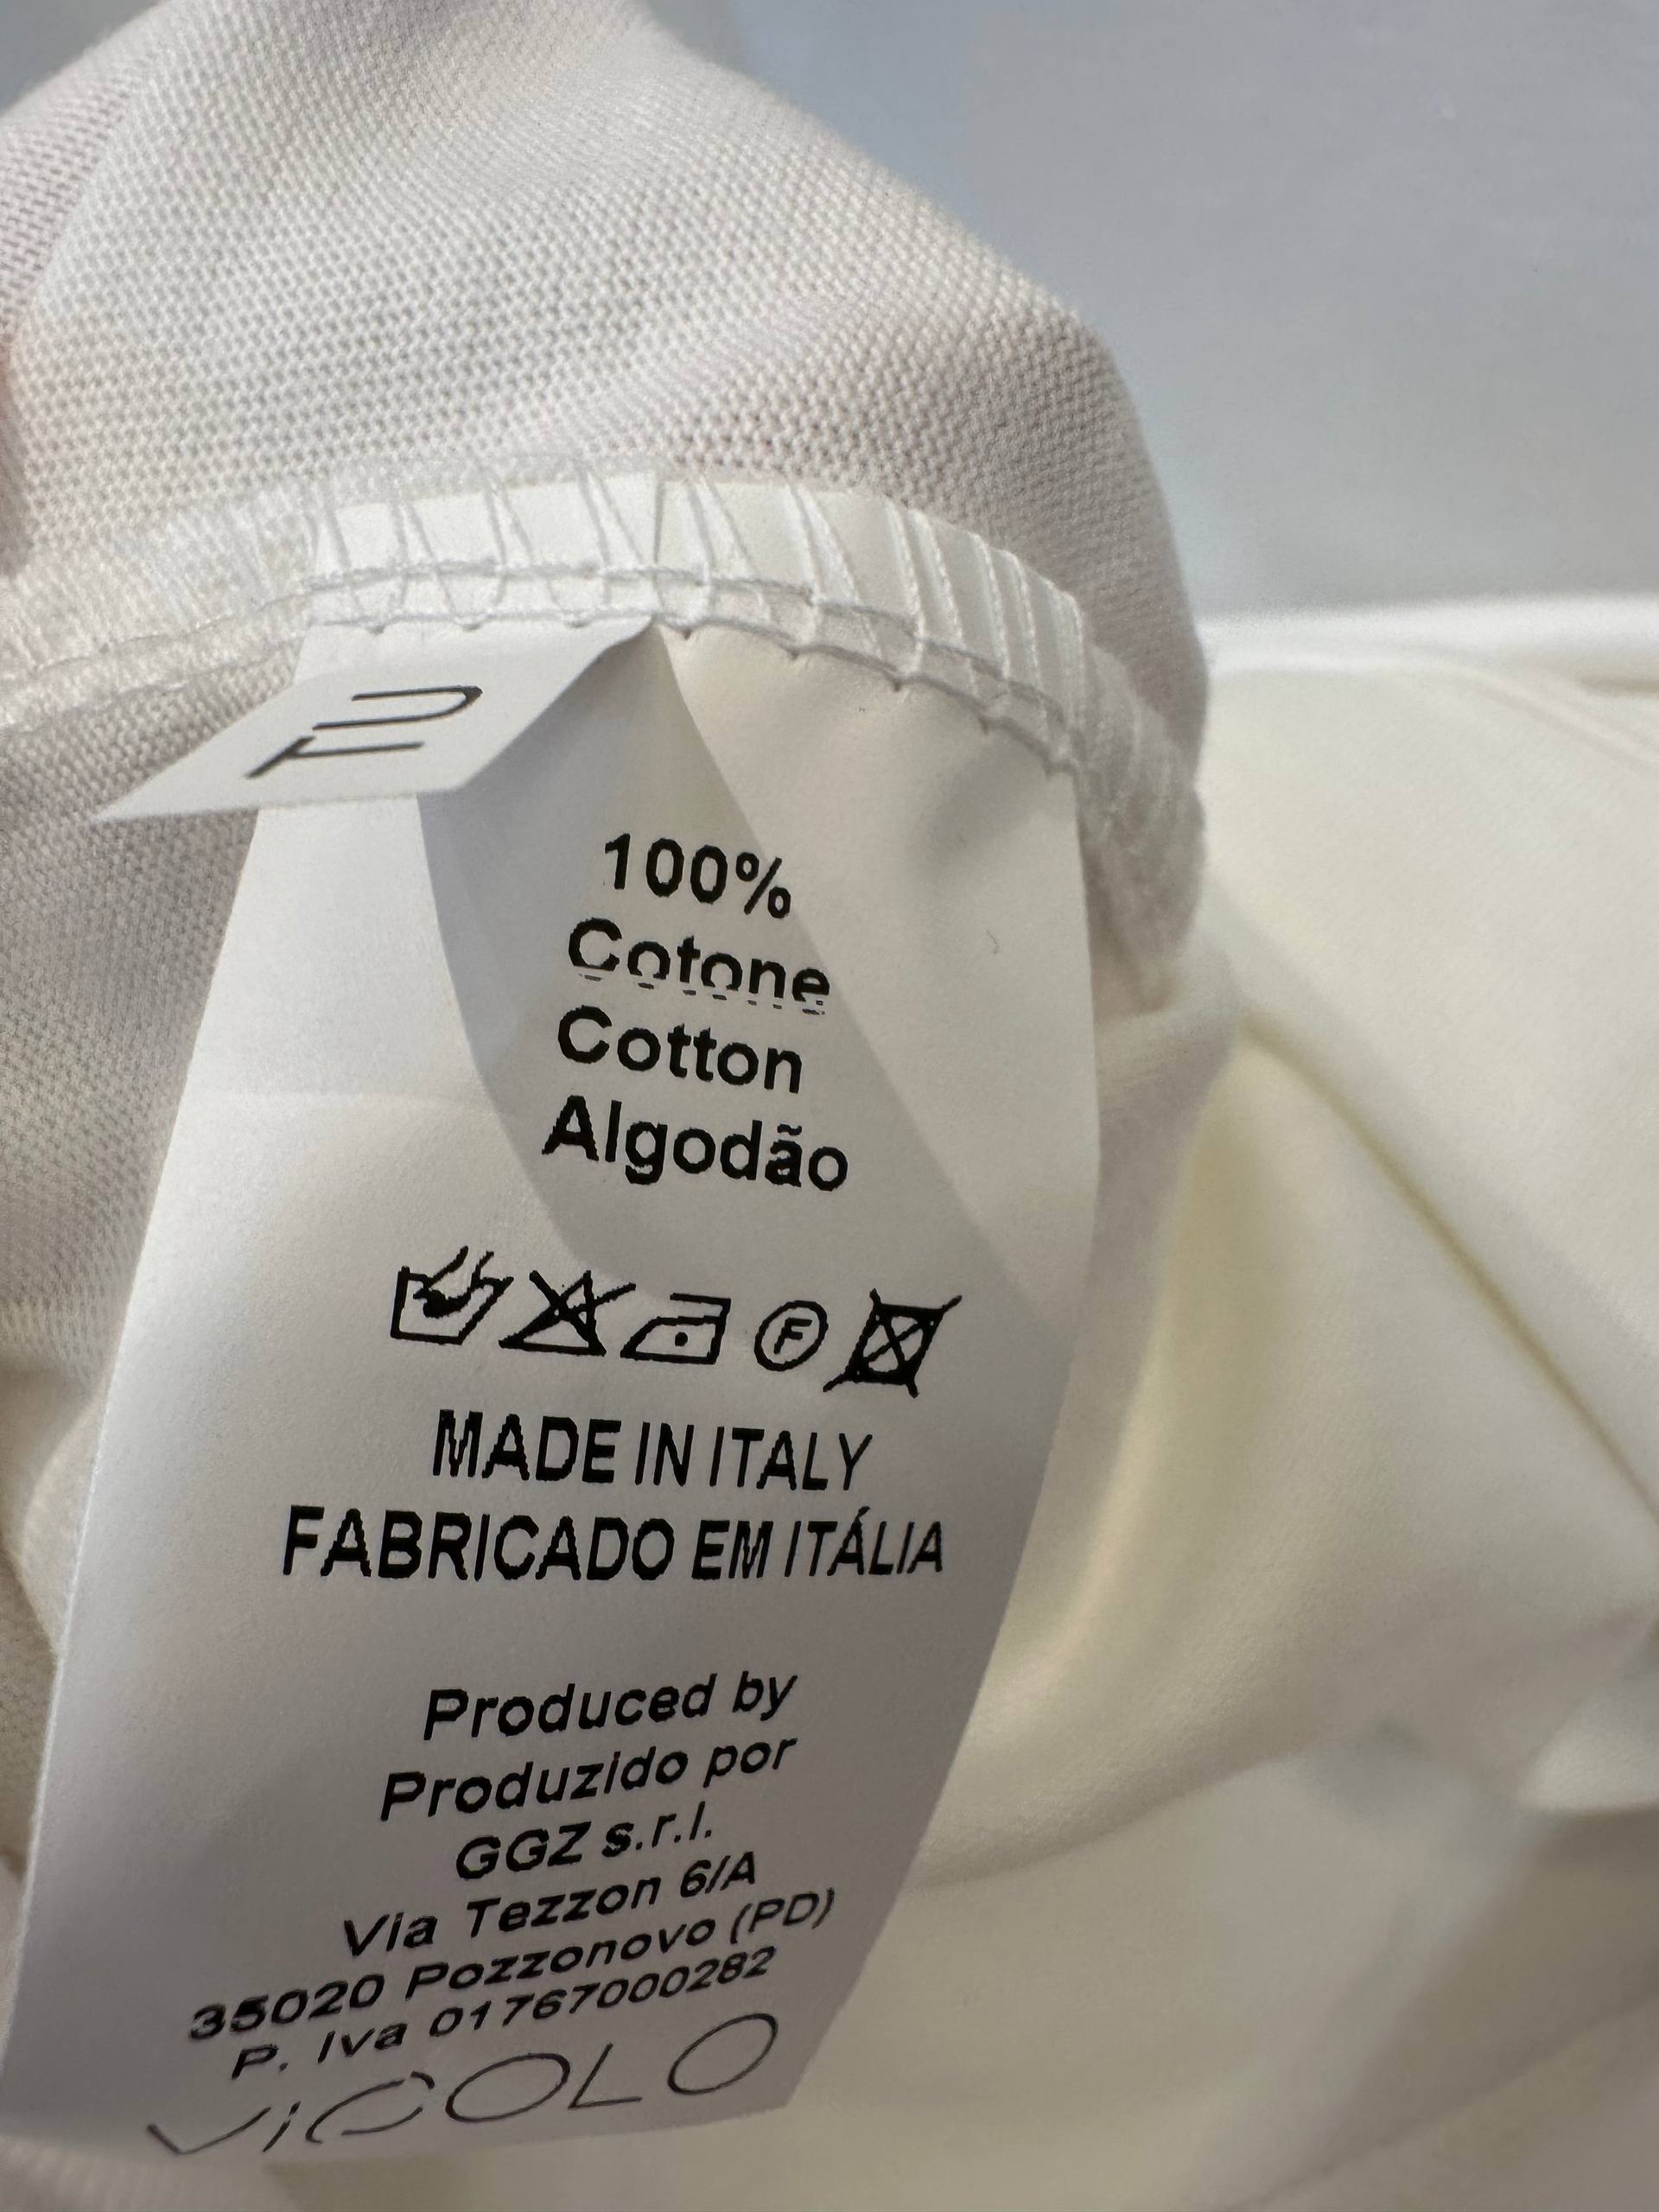 TU
100%
Cotone
Cotton
Algodão
F
MADE IN ITALY
FABRICADO EM ITÁLIA
Produced by
Produzido por
GGZ s.r.l.
Via Tezzon 6/A
35020 Pozzonovo (PD)
P. Iva 01767000282
ViCOLO